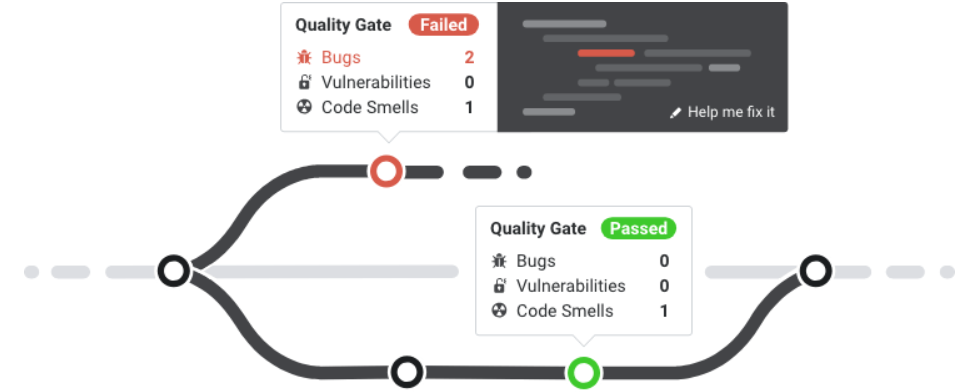 Quality Gate Failed
Bugs 2
Vulnerabilities 0
Code Smells 1
Help me fix it
Quality Gate Passed
Bugs 0
Vulnerabilities 0
Code Smells 1